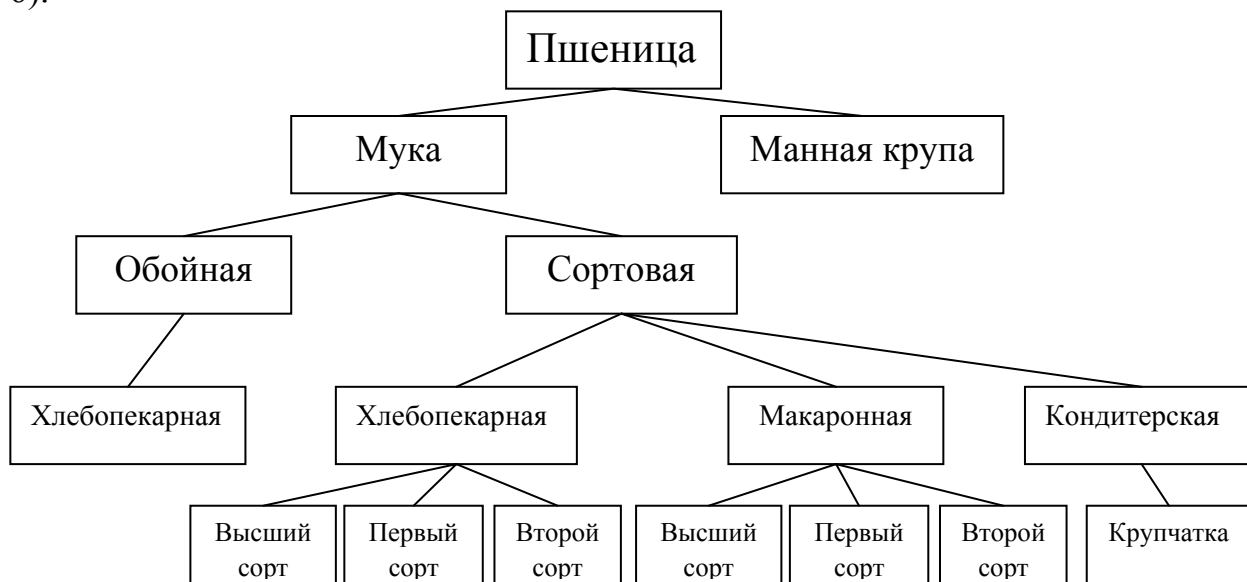 б).
Пшеница
Мука
Манная крупа
Обойная
Сортовая
Хлебопекарная
Хлебопекарная
Макаронная
Кондитерская
Высший
сорт
Первый
сорт
Второй
сорт
Высший
сорт
Первый
сорт
Второй
сорт
Крупчатка